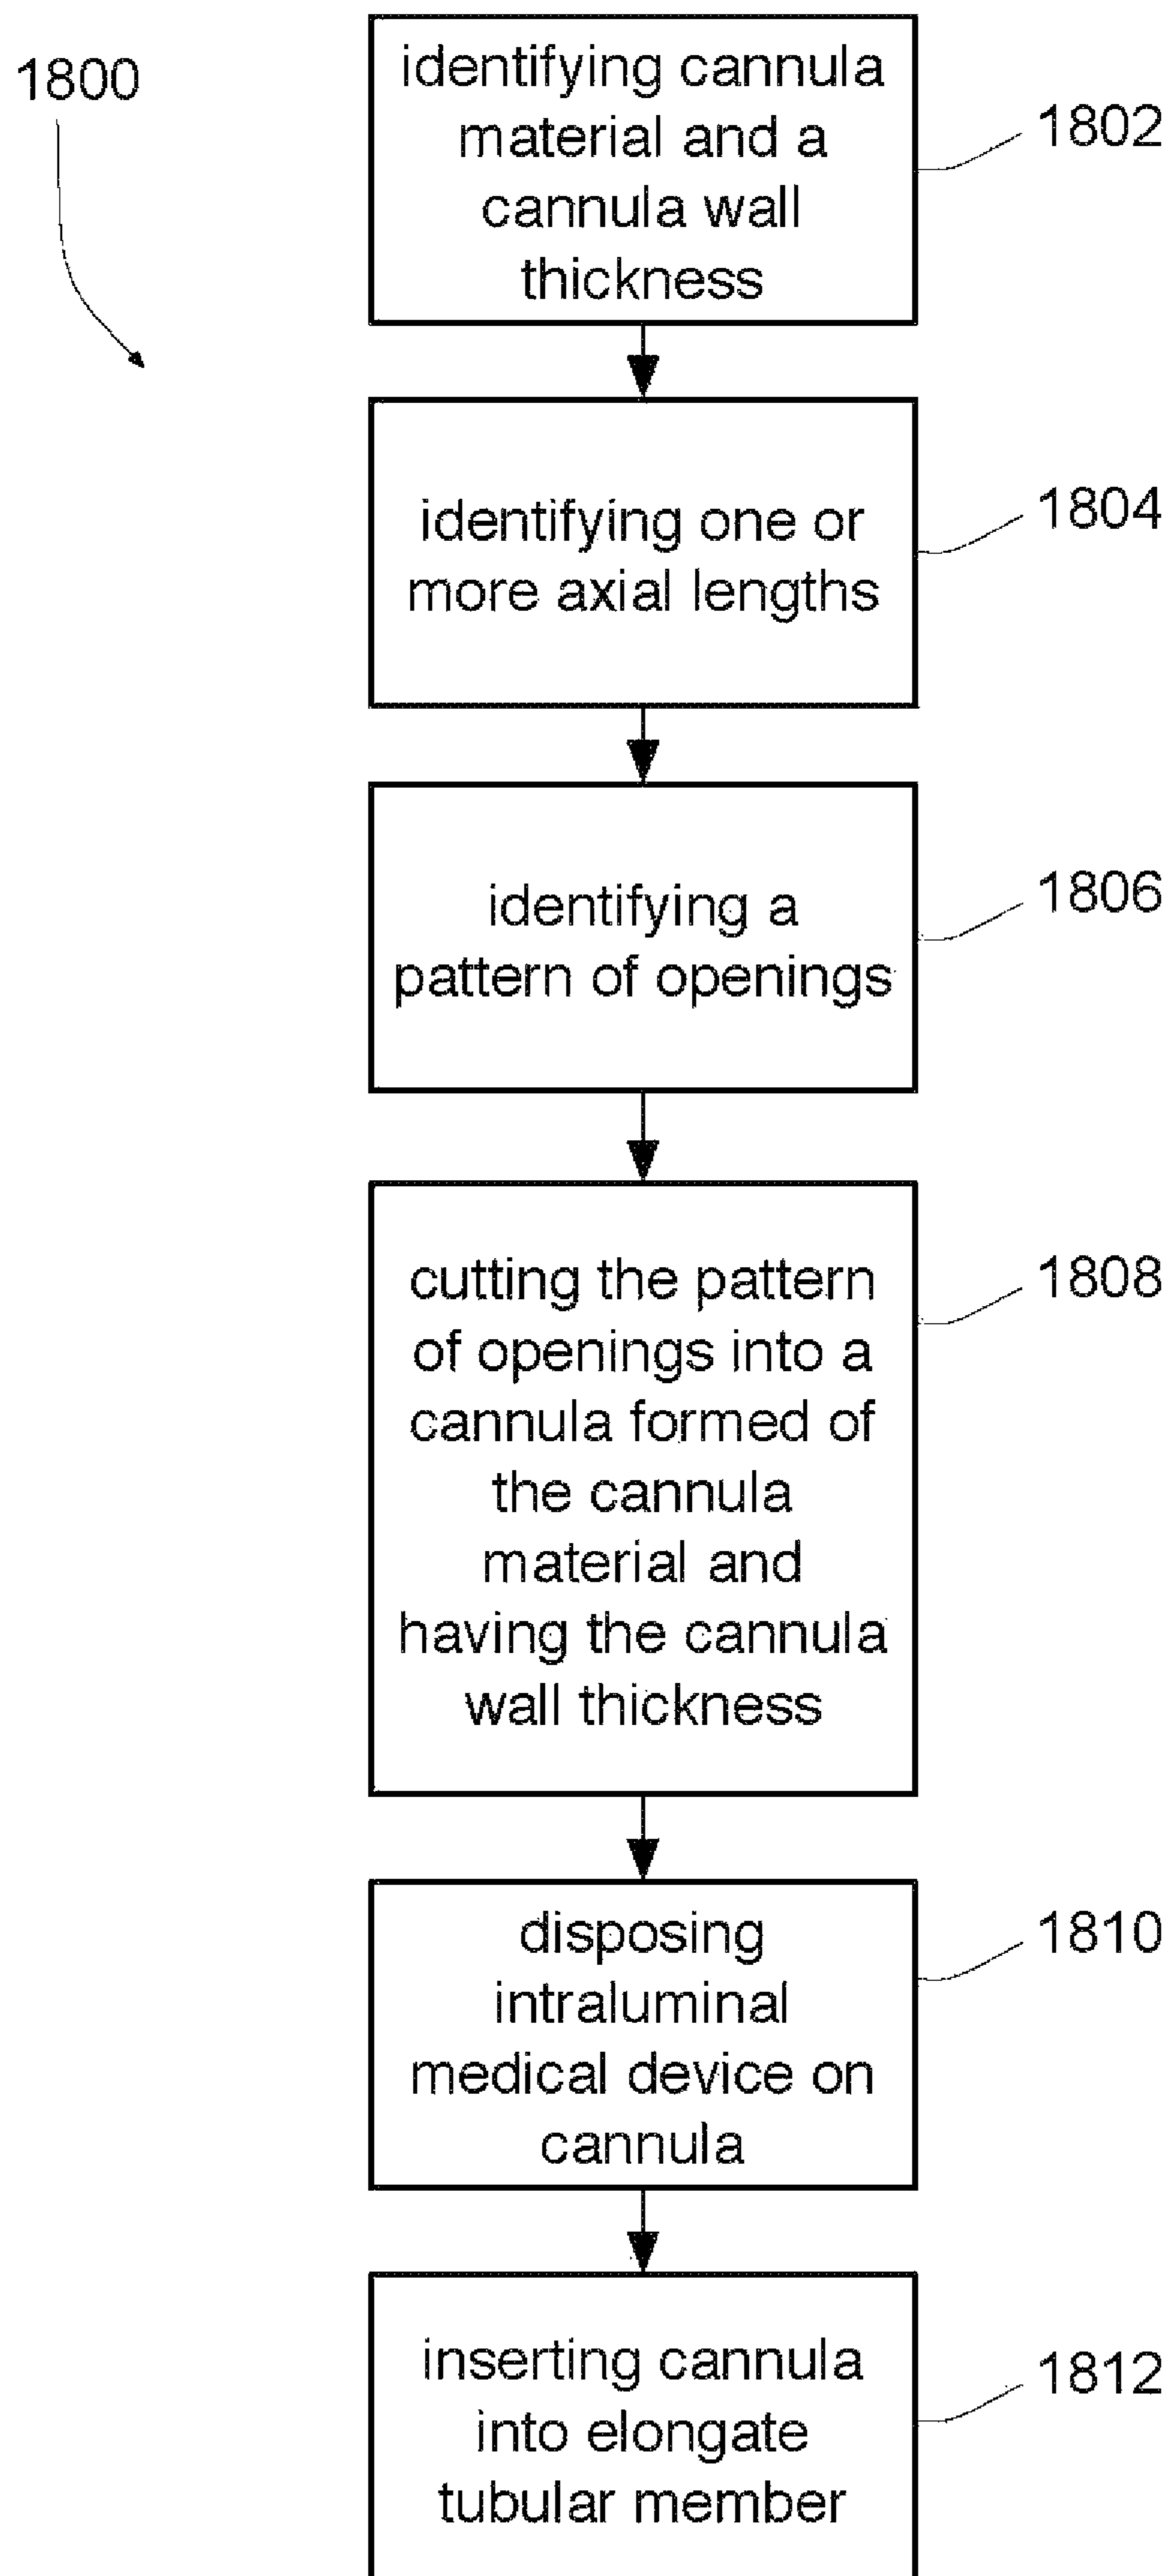 1800
identifying cannula
material and a
cannula wall
thickness
1802
identifying one or
more axial lengths
1804
identifying a
pattern of openings
1806
cutting the pattern
of openings into a
cannula formed of
the cannula
material and
having the cannula
wall thickness
1808
disposing
intraluminal
medical device on
cannula
1810
inserting cannula
into elongate
tubular member
1812